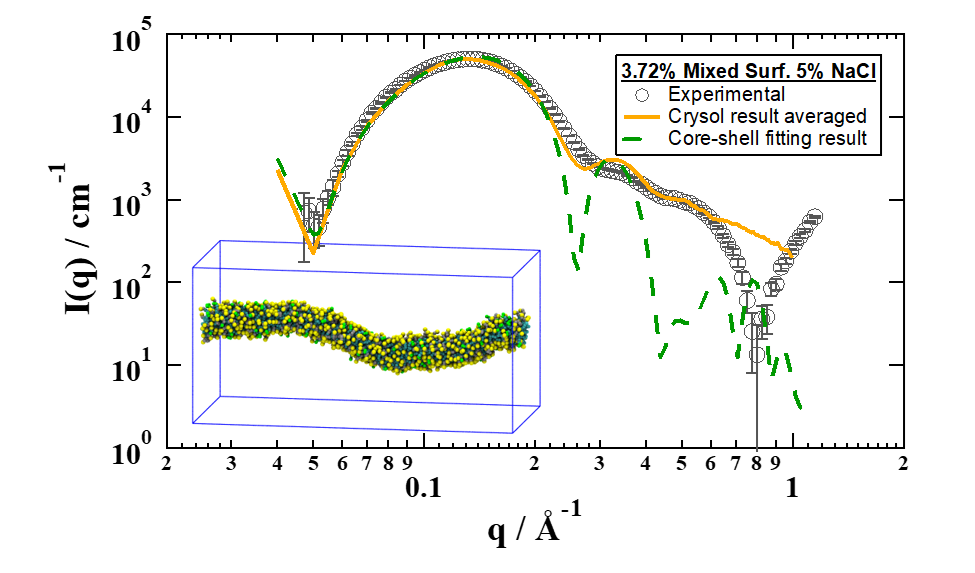 10^5
10^4
10^3
10^2
10^1
10^0
I(q) / cm^-1
3.72% Mixed Surf. 5% NaCl
Experimental
Crysol result averaged
Core-shell fitting result
2 3 4 5 6 7 8 9 2 3 4 5 6 7 8 9 2
0.1 1
q / Å^-1